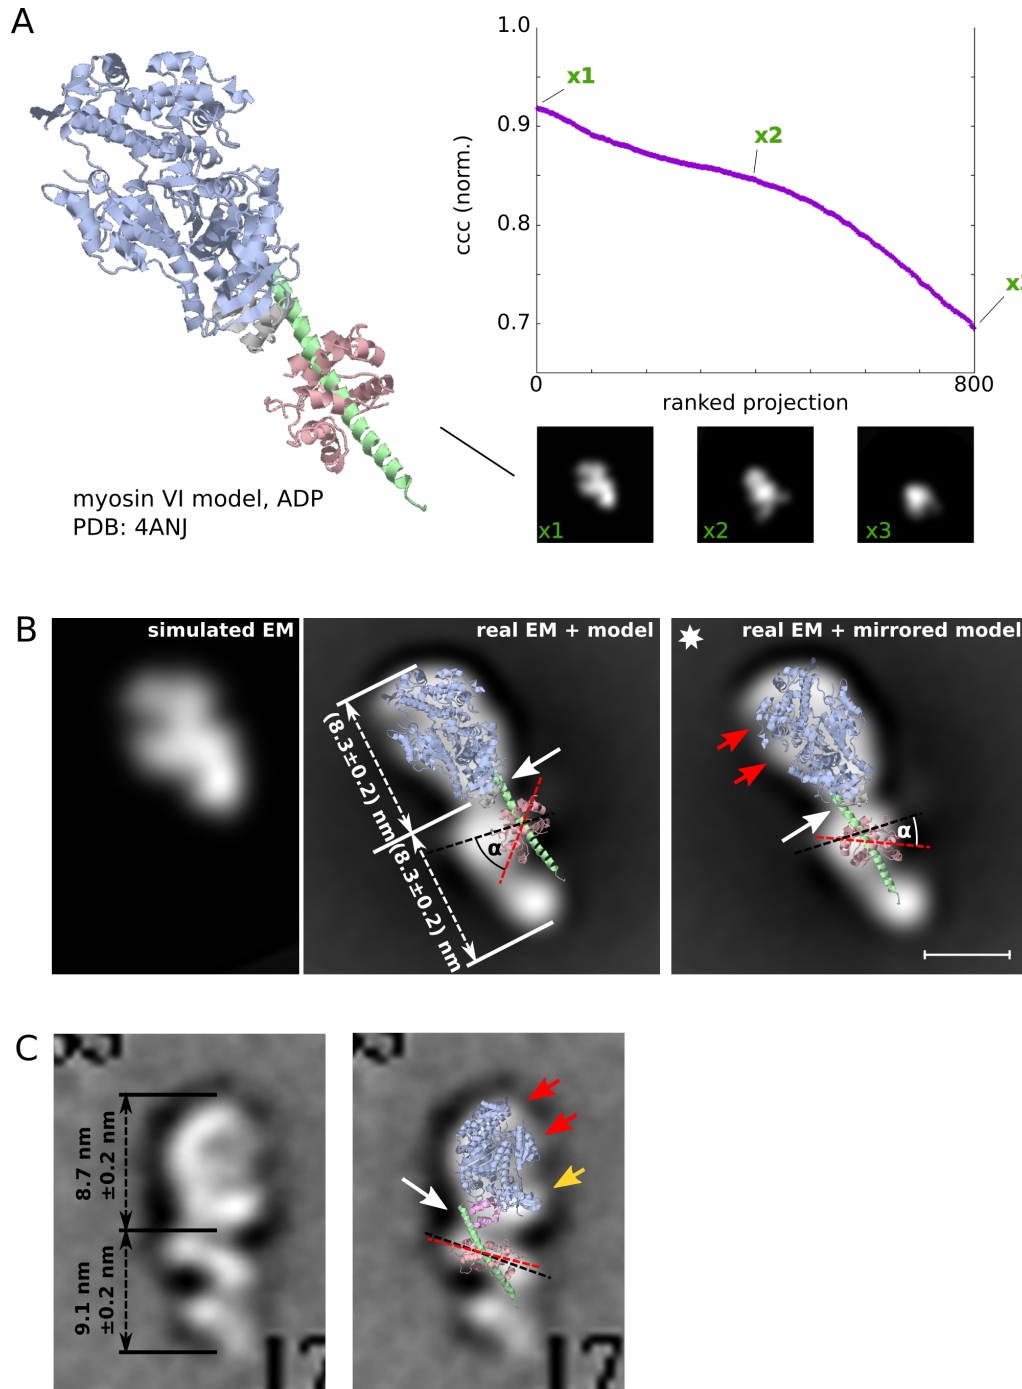 A
myosin VI model, ADP
PDB: 4ANJ
1.0
0.9
0.8
0.7
ccc (norm.)
x1
x2
0
800
ranked projection
x1
x2
x3
B
simulated EM
real EM + model
real EM + mirrored model
(8.3±0.2) nm
(8.3±0.2) nm
α
α
C
8.7 nm
±0.2 nm
9.1 nm
±0.2 nm
17